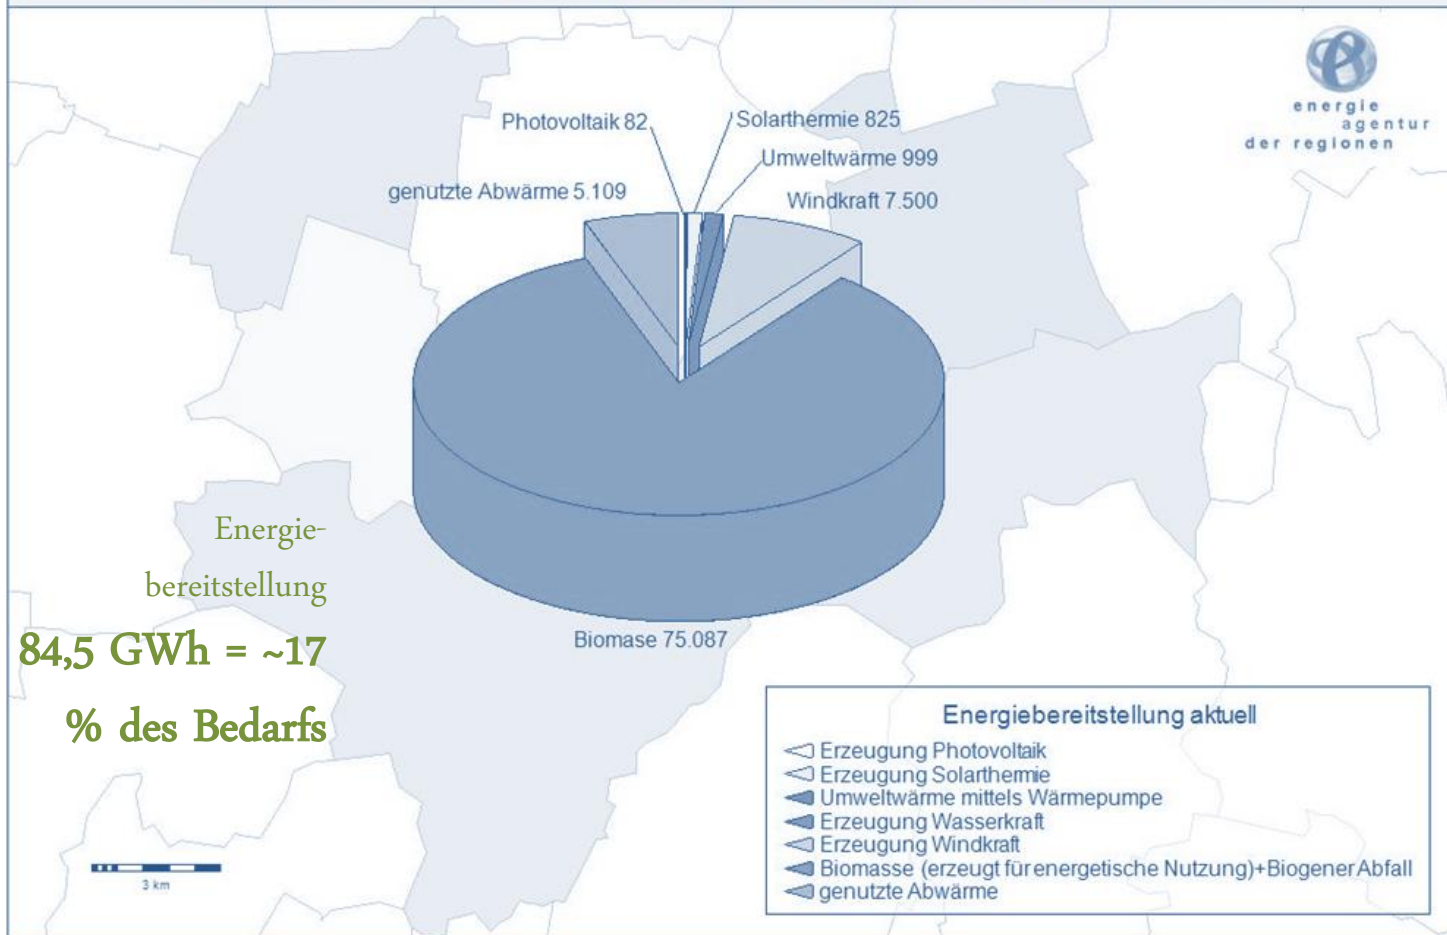 energie
agentur
der regionen
Photovoltaik 82
Solarthermie 825
Umweltwärme 999
genutzte Abwärme 5.109
Windkraft 7.500
Biomase 75.087
Energie-
bereitstellung
84,5 GWh = ~17
% des Bedarfs
Energiebereitstellung aktuell
Erzeugung Photovoltaik
Erzeugung Solarthermie
Umweltwärme mittels Wärmepumpe
Erzeugung Wasserkraft
Erzeugung Windkraft
Biomasse (erzeugt für energetische Nutzung)+Biogener Abfall
genutzte Abwärme
3 km